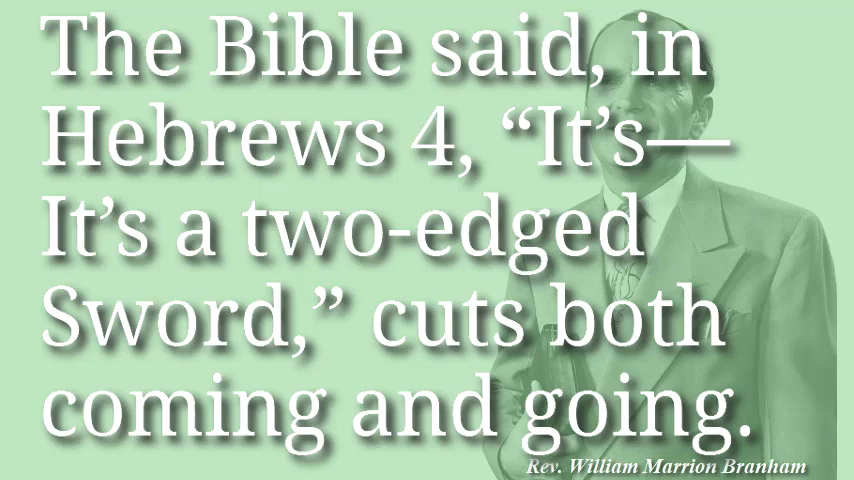 The Bible said, in
Hebrews 4, “It’s—
It’s a two-edged
Sword,” cuts both
coming and going.
Rev. William Marrion Branham